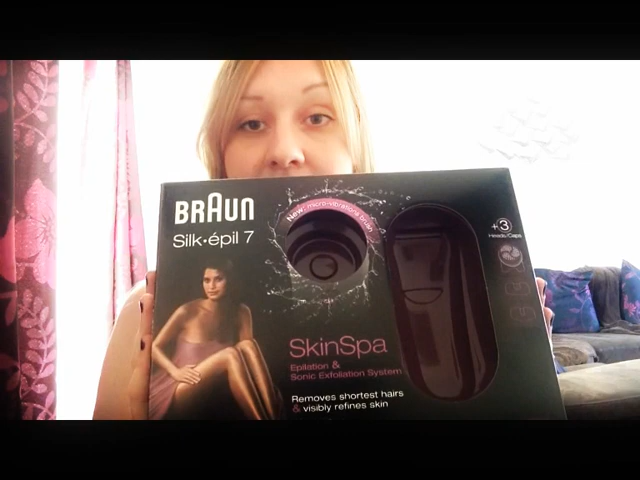 BRAUN
Silk·épil 7
New: micro-vibrations brush
+3
Heads/Caps
SkinSpa
Epilation &
Sonic Exfoliation System
Removes shortest hairs
& visibly refines skin